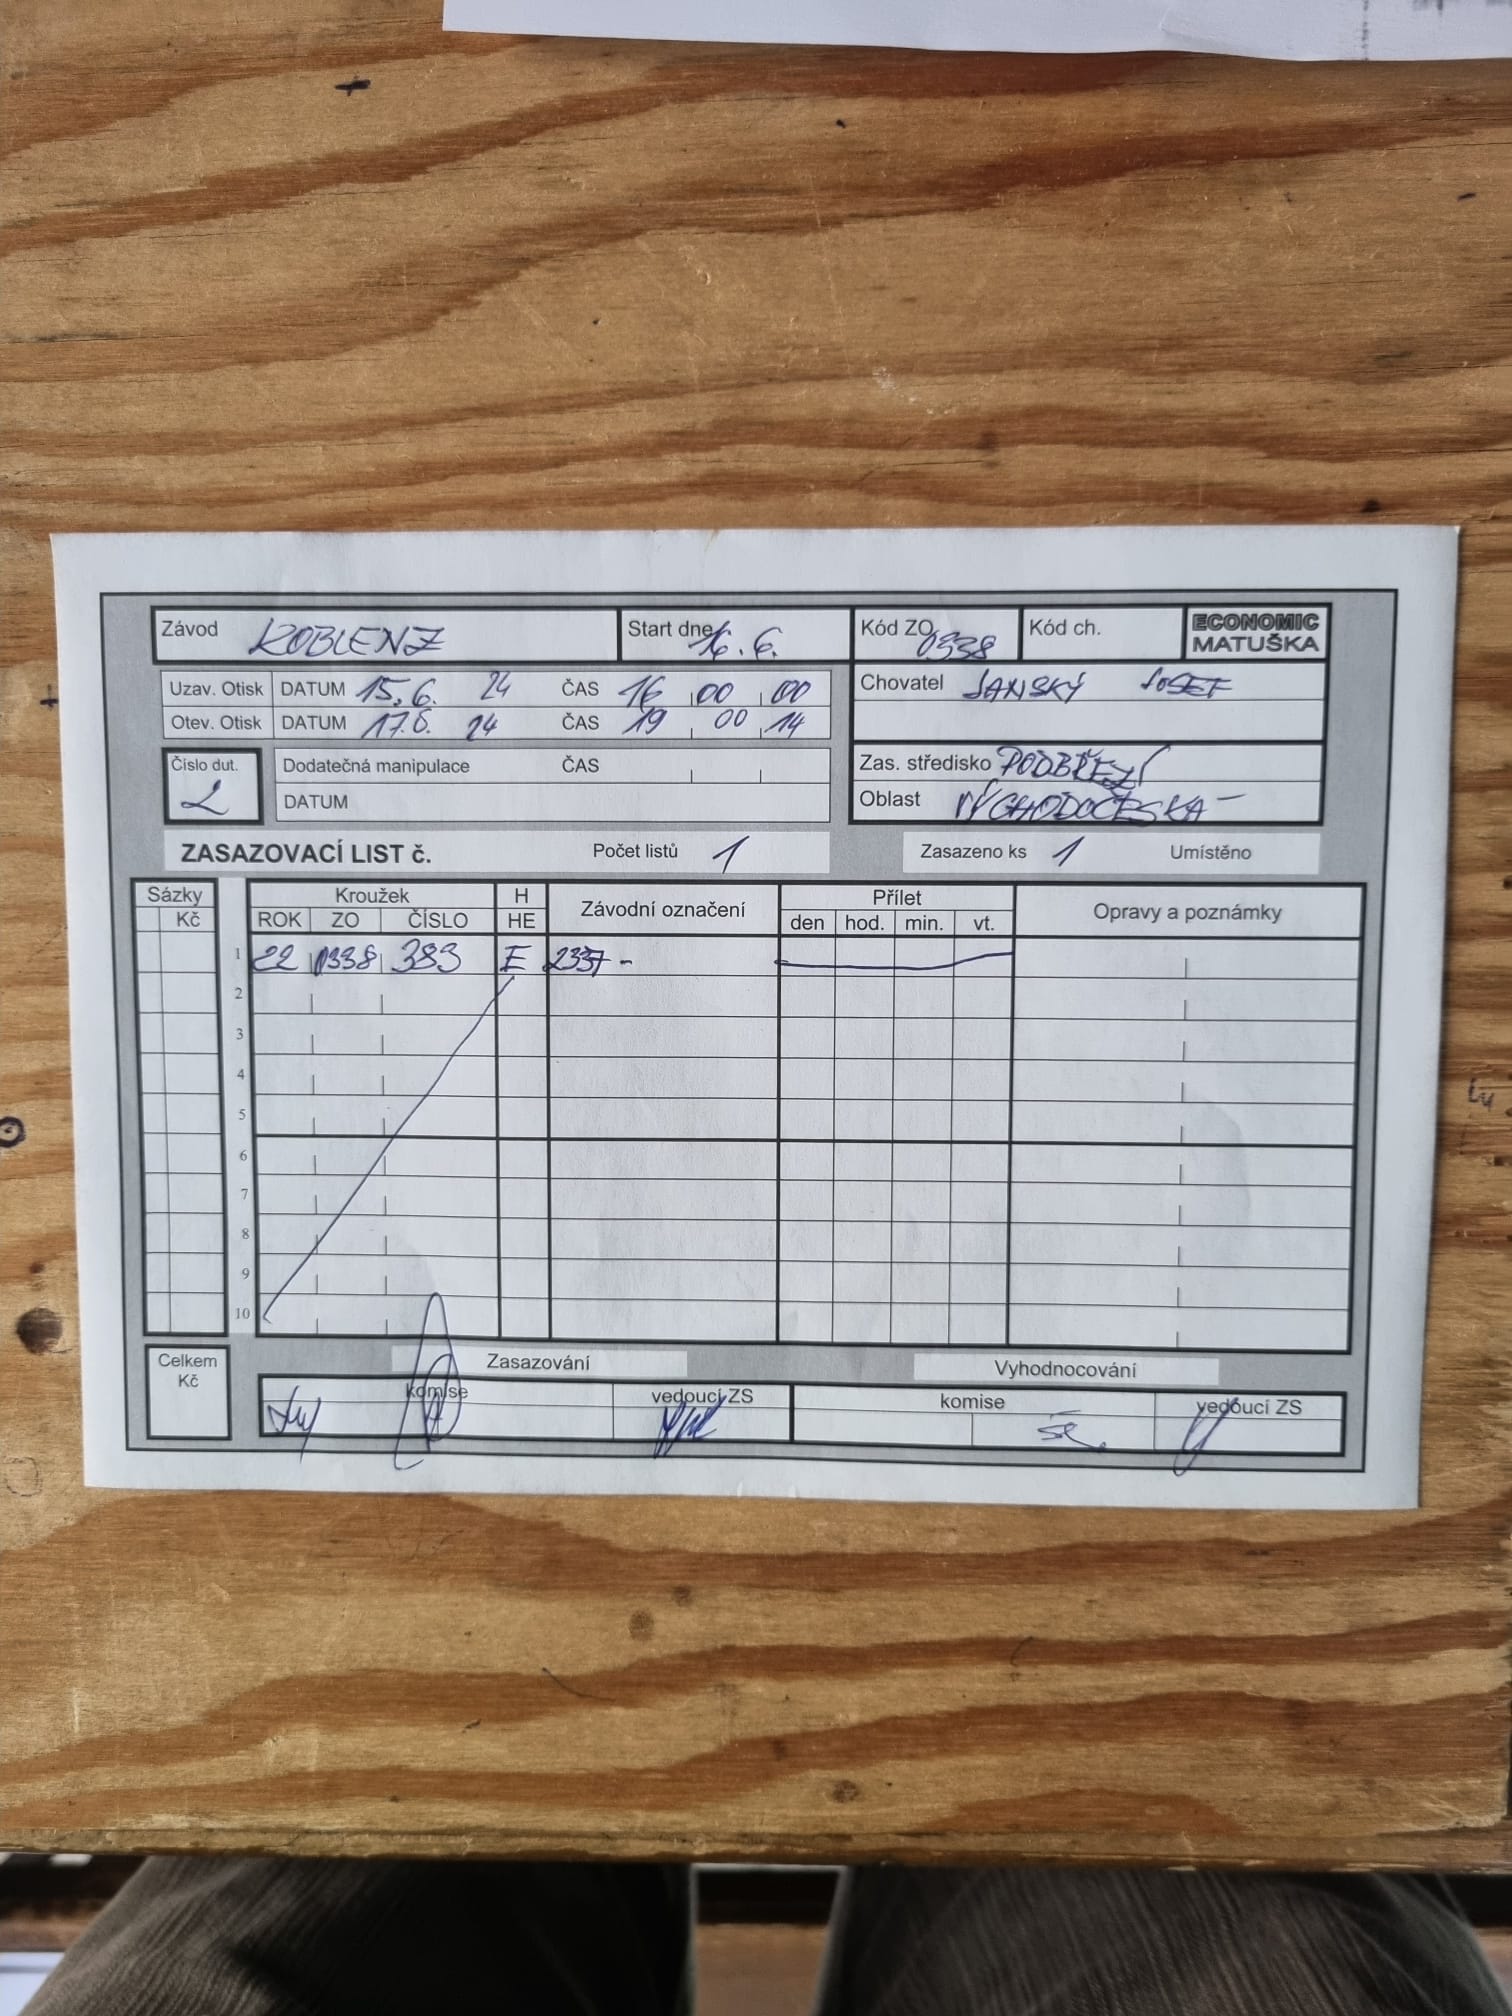 Závod KOBLENZ Start dne 16.6. Kód ZO 0338 Kód ch. ECONOMIC MATUŠKA
Uzav. Otisk DATUM 15.6. 24 ČAS 16 00 00
Otev. Otisk DATUM 17.6. 24 ČAS 19 00 14
Chovatel JANSKÝ JOSEF
Číslo dut. 2
Dodatečná manipulace ČAS
DATUM
Zas. středisko PODBŘEZÍ
Oblast VÝCHODOČESKÁ
ZASAZOVACÍ LIST č. Počet listů 1 Zasazeno ks 1 Umístěno
Sázky Kroužek H Závodní označení Přílet Opravy a poznámky
Kč ROK ZO ČÍSLO HE den hod. min. vt.
1 22 0338 383 E 2337 -
2
3
4
5
6
7
8
9
10
Celkem Kč
Zasazování Vyhodnocování
komise vedoucí ZS komise vedoucí ZS